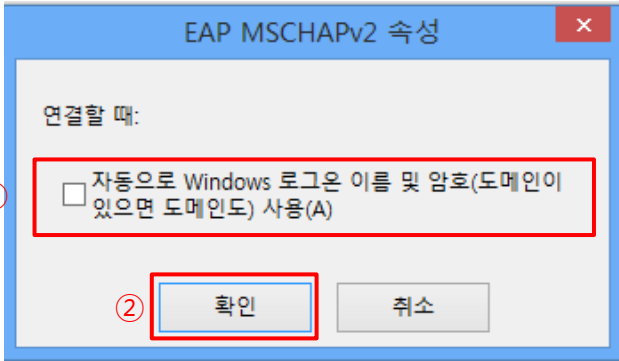 EAP MSCHAPv2 속성
연결할 때:
자동으로 Windows 로그온 이름 및 암호(도메인이
있으면 도메인도) 사용(A)
② 확인 취소